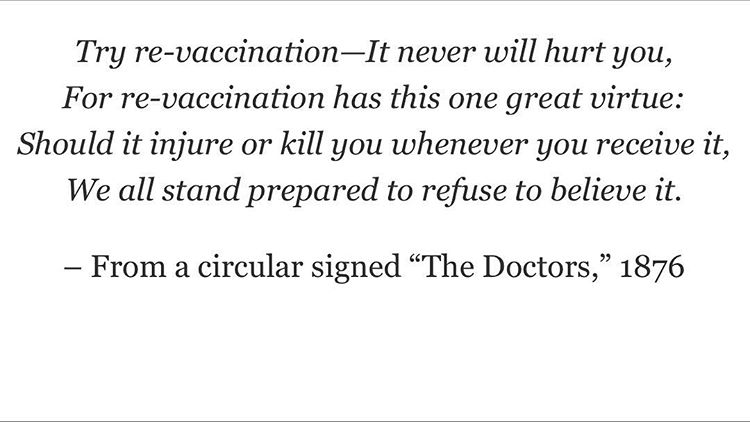 Try re-vaccination—It never will hurt you,
For re-vaccination has this one great virtue:
Should it injure or kill you whenever you receive it,
We all stand prepared to refuse to believe it.
– From a circular signed “The Doctors,” 1876